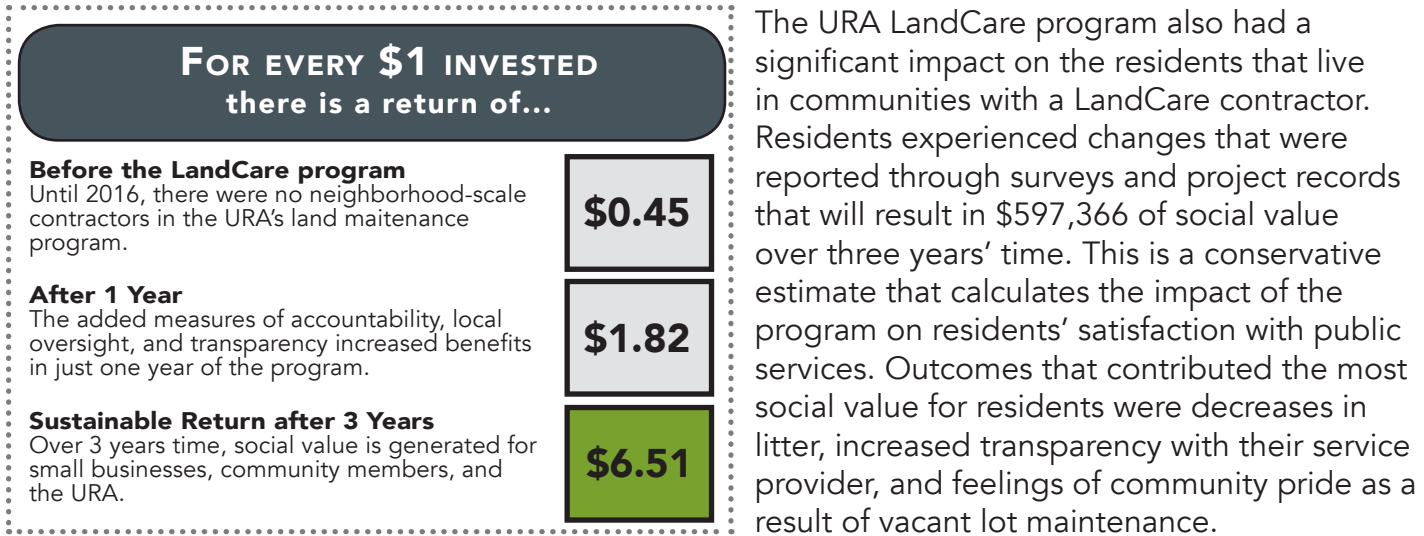 FOR EVERY $1 INVESTED
there is a return of...
Before the LandCare program
Until 2016, there were no neighborhood-scale
contractors in the URA's land maitenance
program.
$0.45
After 1 Year
The added measures of accountability, local
oversight, and transparency increased benefits
in just one year of the program.
$1.82
Sustainable Return after 3 Years
Over 3 years time, social value is generated for
small businesses, community members, and
the URA.
$6.51
The URA LandCare program also had a
significant impact on the residents that live
in communities with a LandCare contractor.
Residents experienced changes that were
reported through surveys and project records
that will result in $597,366 of social value
over three years' time. This is a conservative
estimate that calculates the impact of the
program on residents' satisfaction with public
services. Outcomes that contributed the most
social value for residents were decreases in
litter, increased transparency with their service
provider, and feelings of community pride as a
result of vacant lot maintenance.